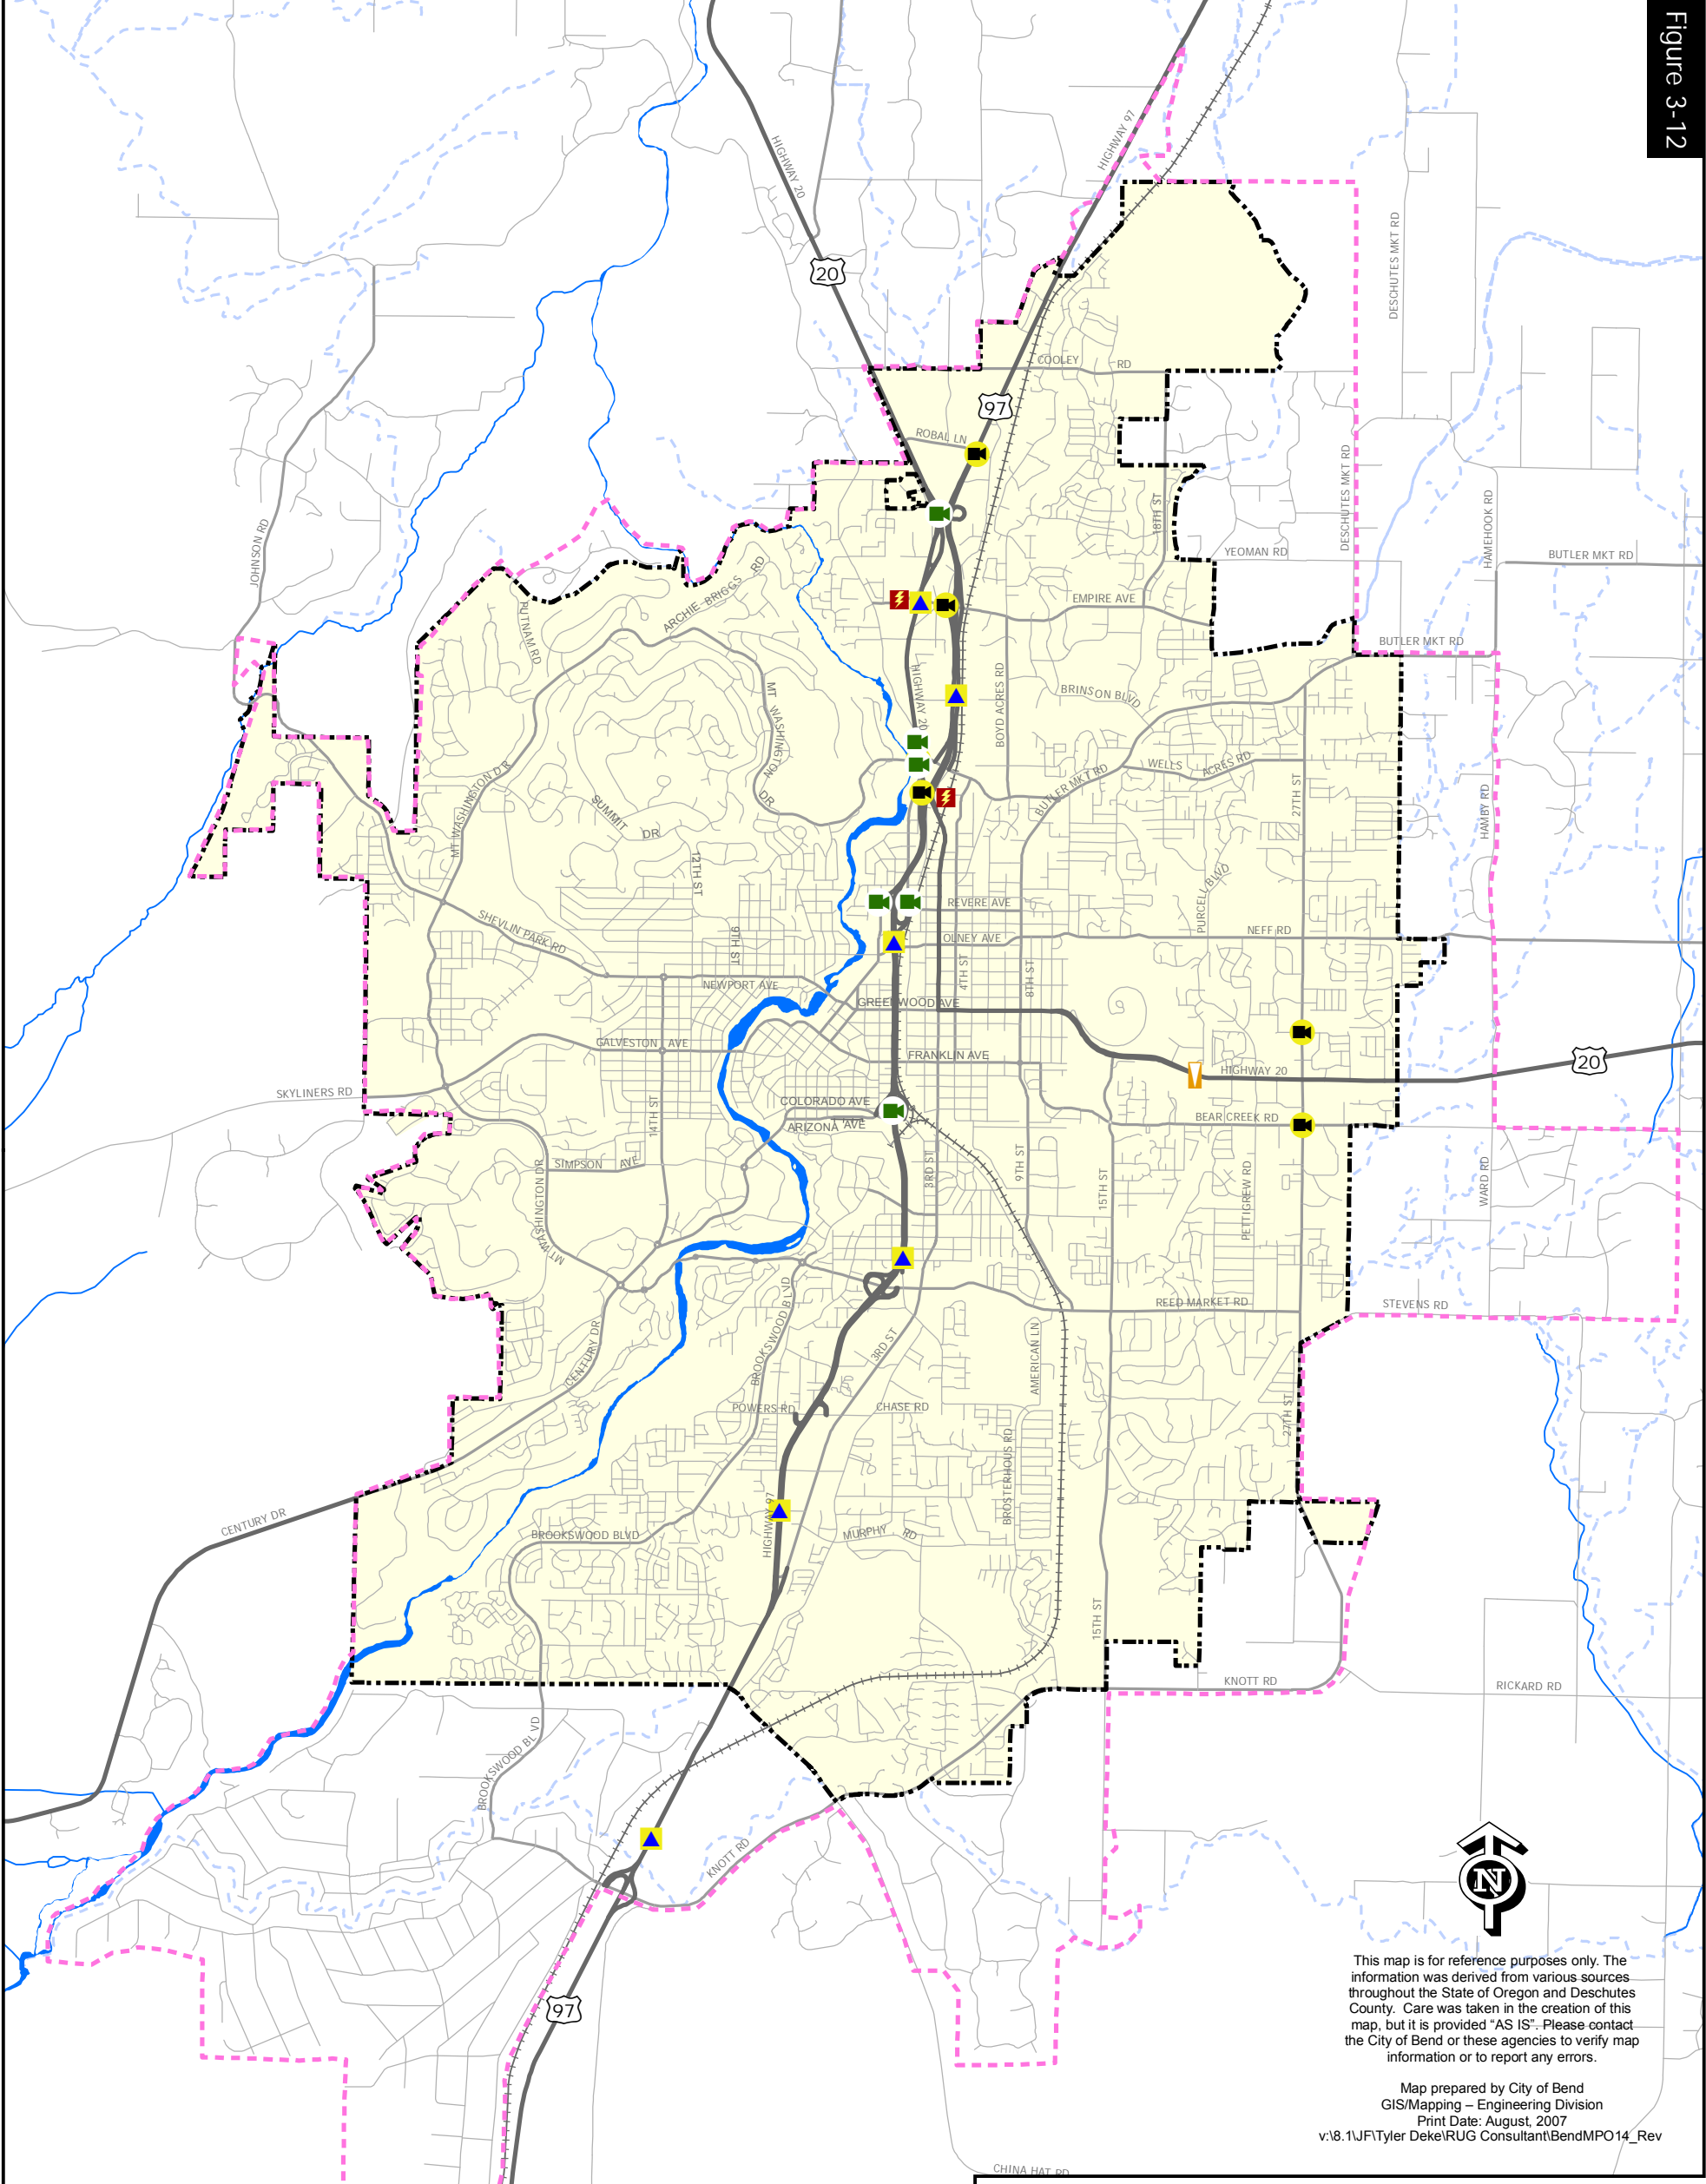 Figure 3-12
HIGHWAY 20
HIGHWAY 97
20
DESCHUTES MKT RD
COOLEY RD
97
ROBAL LN
18TH ST
DESCHUTES MKT RD
HAMEHOOK RD
JOHNSON RD
YEOMAN RD
BUTLER MKT RD
ARCHIE BRIGGS RD
PUTNAM RD
EMPIRE AVE
BUTLER MKT RD
HIGHWAY 20
BOYD ACRES RD
BRINSON BLVD
MT WASHINGTON DR
MT WASHINGTON DR
WELLS ACRES RD
BUTLER MKT RD
27TH ST
HAMBY RD
SUMMIT DR
12TH ST
PURCELL BLVD
REVERE AVE
SHEVLIN PARK RD
9TH ST
OLNEY AVE
NEFF RD
NEWPORT AVE
4TH ST
8TH ST
GREENWOOD AVE
GALVESTON AVE
FRANKLIN AVE
HIGHWAY 20
20
SKYLINERS RD
COLORADO AVE
14TH ST
ARIZONA AVE
BEAR CREEK RD
SIMPSON AVE
MT WASHINGTON DR
3RD ST
9TH ST
15TH ST
PETTIGREW RD
WARD RD
REED MARKET RD
STEVENS RD
BROOKSWOOD BLVD
CENTURY DR
3RD ST
AMERICAN LN
POWERS RD
CHASE RD
27TH ST
BROSTERHOUS RD
CENTURY DR
HIGHWAY 97
BROOKSWOOD BLVD
MURPHY RD
15TH ST
KNOTT RD
RICKARD RD
BROOKSWOOD BLVD
KNOTT RD
N
97
This map is for reference purposes only. The
information was derived from various sources
throughout the State of Oregon and Deschutes
County. Care was taken in the creation of this
map, but it is provided “AS IS”. Please contact
the City of Bend or these agencies to verify map
information or to report any errors.
Map prepared by City of Bend
GIS/Mapping – Engineering Division
Print Date: August, 2007
v:\8.1\JF\Tyler Deke\RUG Consultant\BendMPO14_Rev
CHINA HAT RD